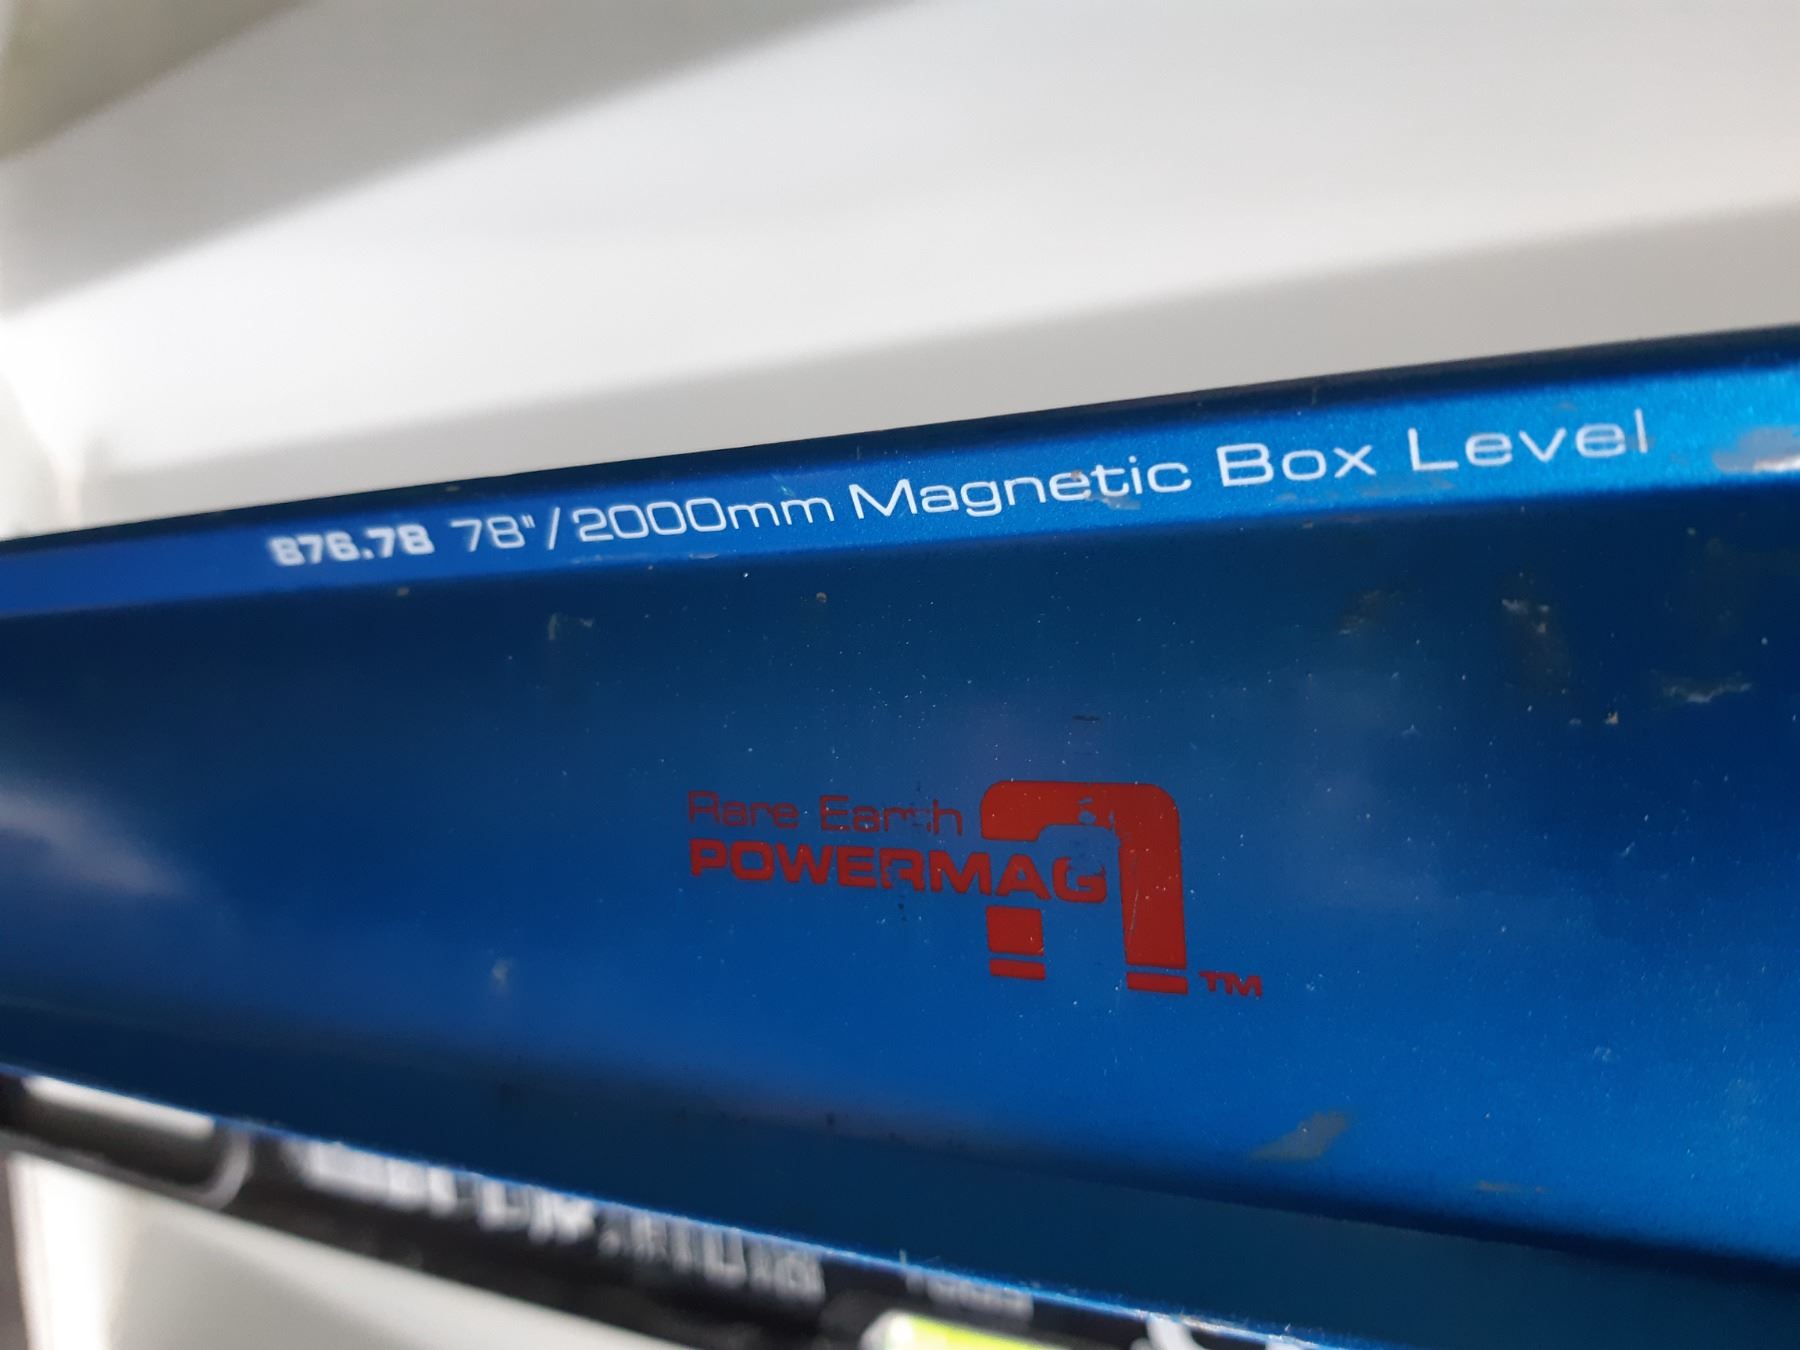 876.78 78"/2000mm Magnetic Box Level
Rare Earth
POWERMAG
TM